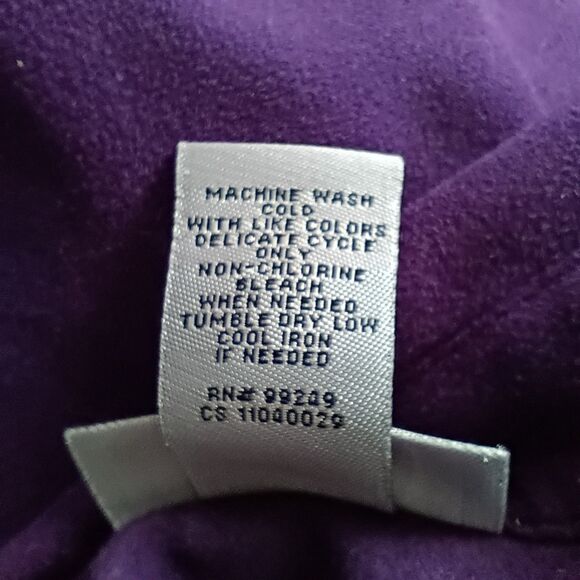 MACHINE WASH
COLD
WITH LIKE COLORS
DELICATE CYCLE
ONLY
NON-CHLORINE
BLEACH
WHEN NEEDED
TUMBLE DRY LOW
COOL IRON
IF NEEDED
RN# 99249
CS 11040029